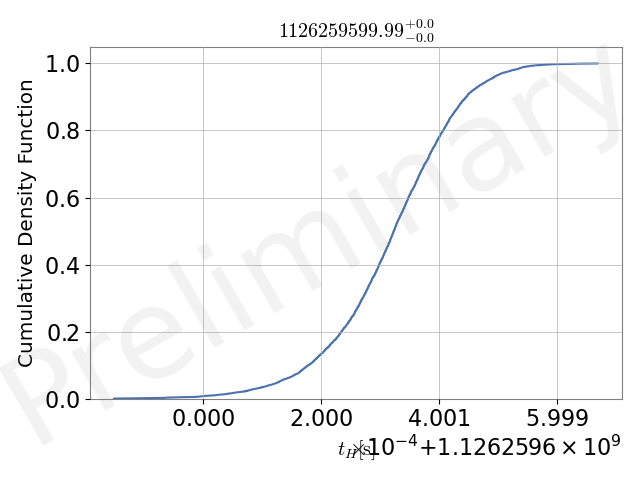 1126259599.99+0.0−0.0
Cumulative Density Function
1.0
0.8
0.6
0.4
0.2
0.0
0.000 2.000 4.001 5.999
t_H[s]
×10⁻⁴+1.1262596 × 10⁹
Preliminary